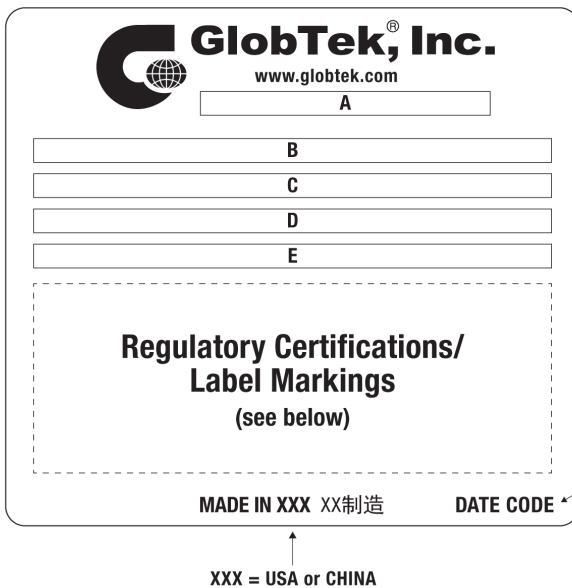 GlobTek,® Inc.
www.globtek.com
A
B
C
D
E
Regulatory Certifications/
Label Markings
(see below)
MADE IN XXX XX制造 DATE CODE
XXX = USA or CHINA